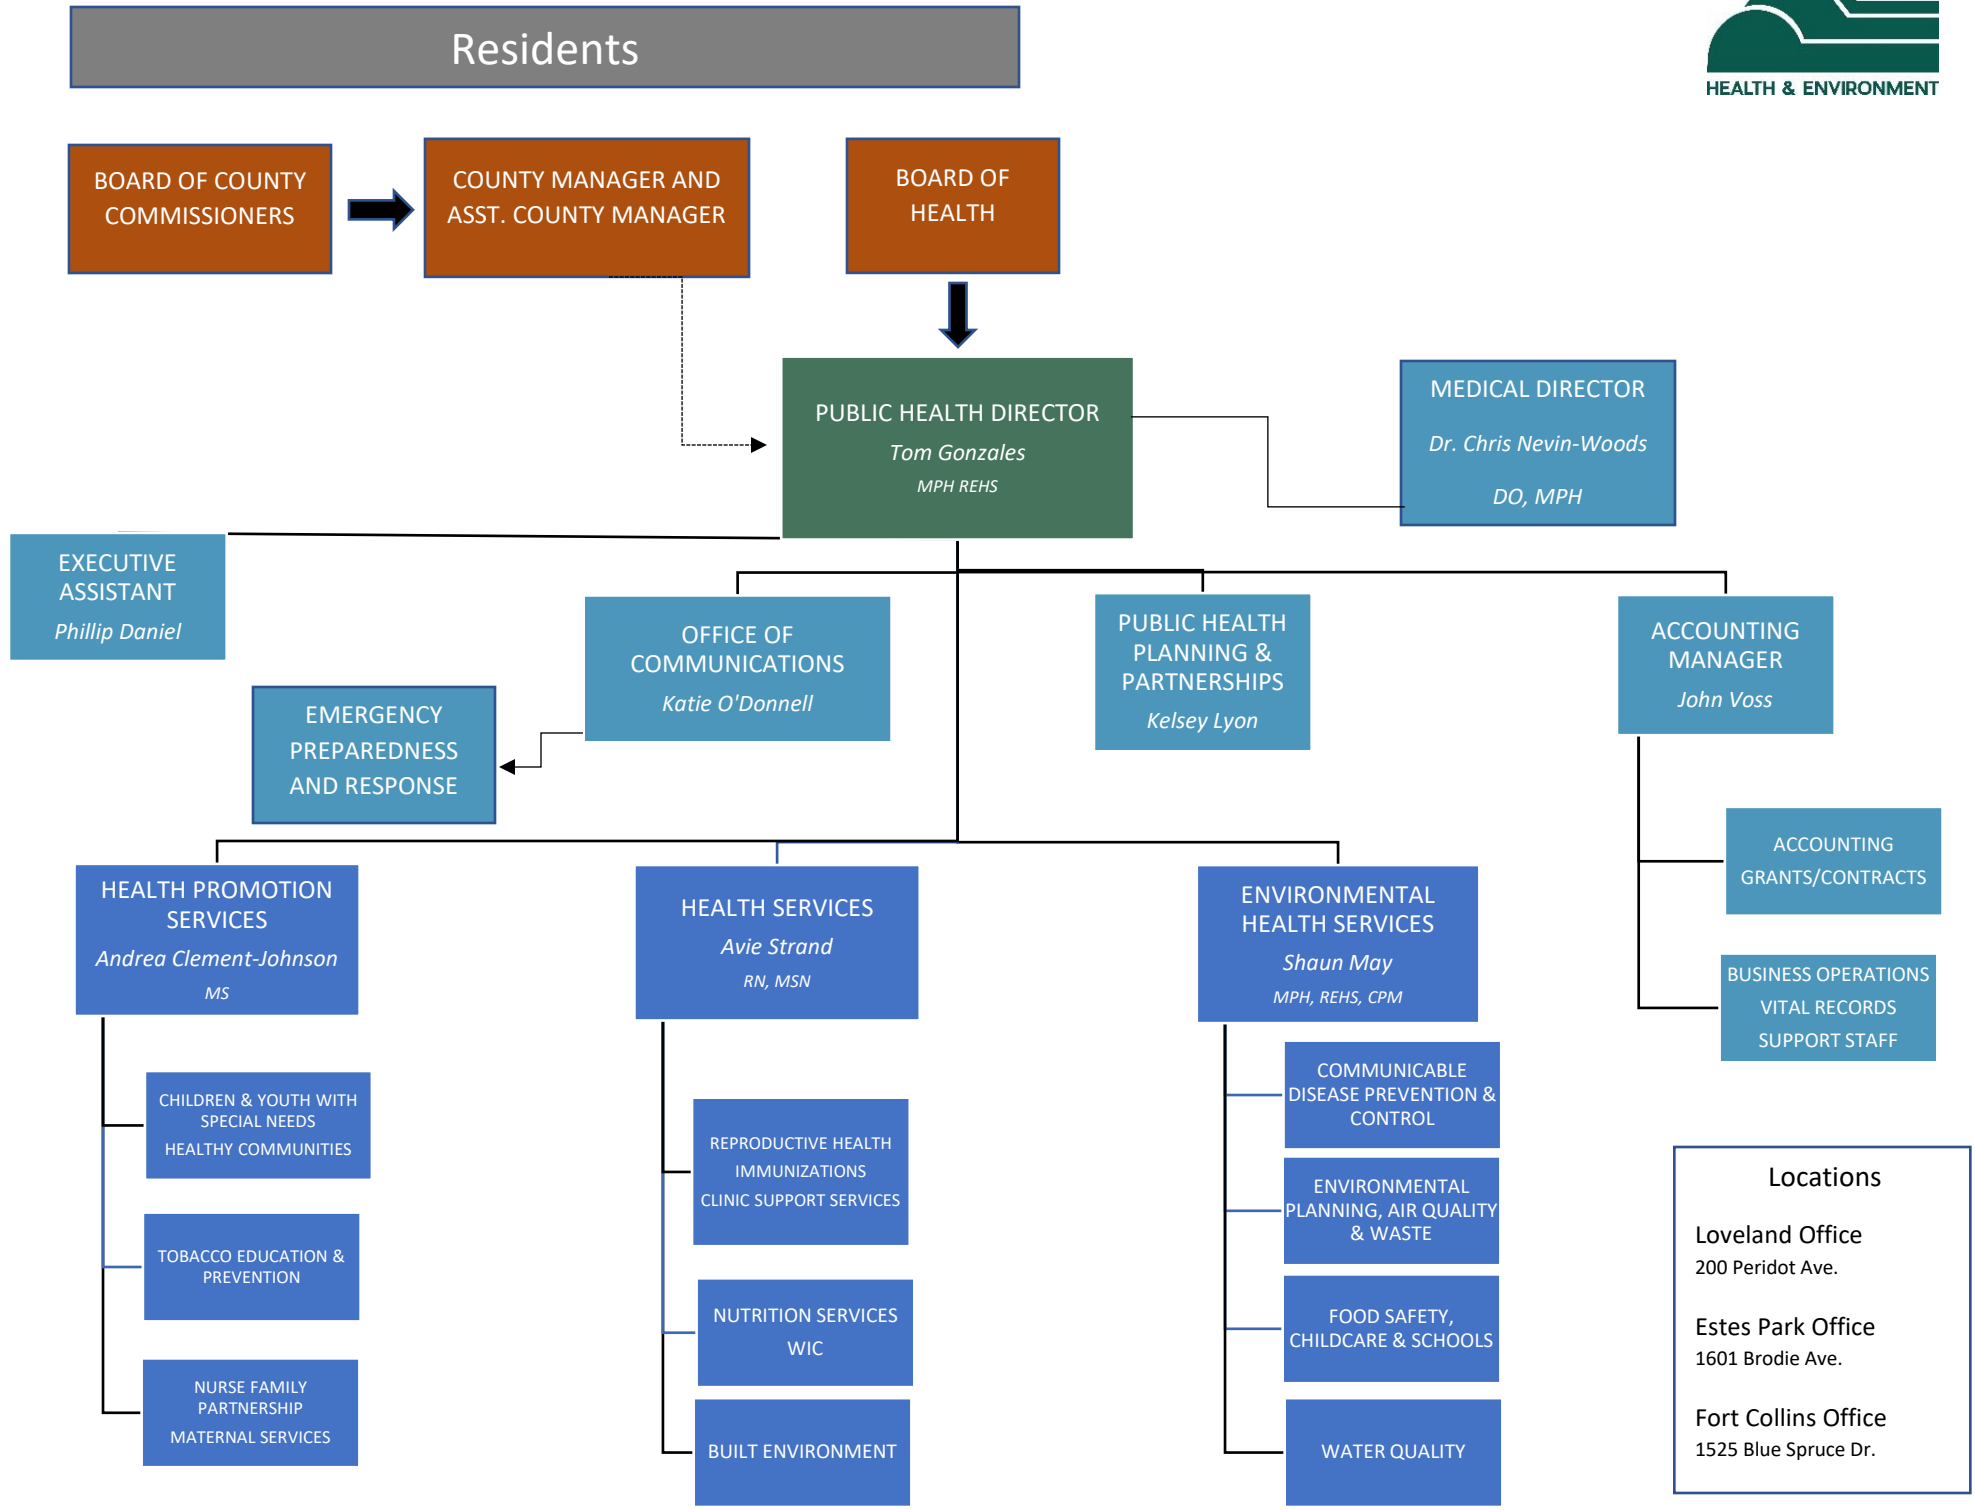 Residents
HEALTH & ENVIRONMENT
BOARD OF COUNTY
COMMISSIONERS
COUNTY MANAGER AND
ASST. COUNTY MANAGER
BOARD OF
HEALTH
PUBLIC HEALTH DIRECTOR
Tom Gonzales
MPH REHS
MEDICAL DIRECTOR
Dr. Chris Nevin-Woods
DO, MPH
EXECUTIVE
ASSISTANT
Phillip Daniel
OFFICE OF
COMMUNICATIONS
Katie O'Donnell
PUBLIC HEALTH
PLANNING &
PARTNERSHIPS
Kelsey Lyon
ACCOUNTING
MANAGER
John Voss
EMERGENCY
PREPAREDNESS
AND RESPONSE
ACCOUNTING
GRANTS/CONTRACTS
BUSINESS OPERATIONS
VITAL RECORDS
SUPPORT STAFF
HEALTH PROMOTION
SERVICES
Andrea Clement-Johnson
MS
CHILDREN & YOUTH WITH
SPECIAL NEEDS
HEALTHY COMMUNITIES
TOBACCO EDUCATION &
PREVENTION
NURSE FAMILY
PARTNERSHIP
MATERNAL SERVICES
HEALTH SERVICES
Avie Strand
RN, MSN
REPRODUCTIVE HEALTH
IMMUNIZATIONS
CLINIC SUPPORT SERVICES
NUTRITION SERVICES
WIC
BUILT ENVIRONMENT
ENVIRONMENTAL
HEALTH SERVICES
Shaun May
MPH, REHS, CPM
COMMUNICABLE
DISEASE PREVENTION &
CONTROL
ENVIRONMENTAL
PLANNING, AIR QUALITY
& WASTE
FOOD SAFETY,
CHILDCARE & SCHOOLS
WATER QUALITY
Locations
Loveland Office
200 Peridot Ave.
Estes Park Office
1601 Brodie Ave.
Fort Collins Office
1525 Blue Spruce Dr.